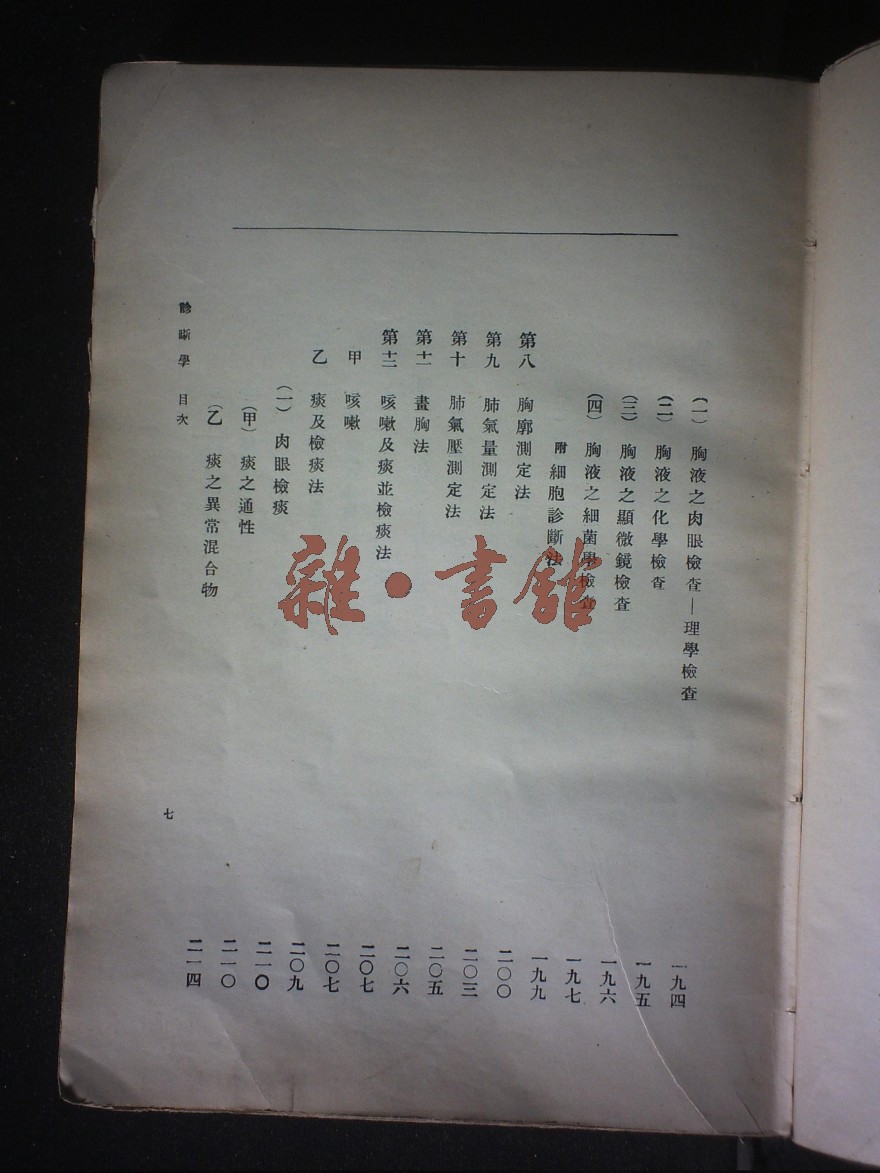 （一）　胸液之肉眼檢查—理學檢查　一九四
（二）　胸液之化學檢查　一九五
（三）　胸液之顯微鏡檢查　一九六
（四）　胸液之細菌學檢查　一九七
附　細胞診斷法　一九九
第八　胸廓測定法　二〇〇
第九　肺氣量測定法　二〇三
第十　肺氣壓測定法　二〇五
第十一　畫胸法　二〇六
第十二　咳嗽及痰並檢痰法　二〇七
甲　咳嗽　二〇七
乙　痰及檢痰法　二〇九
（一）　肉眼檢痰　二一〇
（甲）　痰之通性　二一〇
（乙）　痰之異常混合物　二一四
診斷學　目次　七
雜・書館